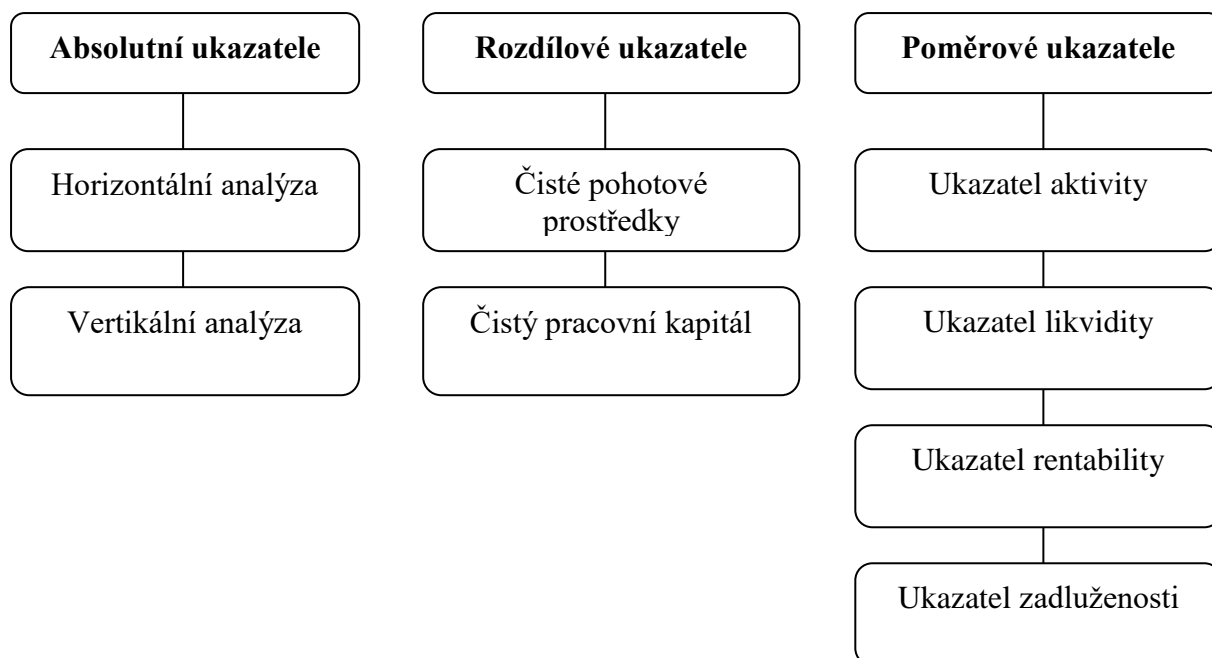 Absolutní ukazatele
Horizontální analýza
Vertikální analýza
Rozdílové ukazatele
Čisté pohotové
prostředky
Čistý pracovní kapitál
Poměrové ukazatele
Ukazatel aktivity
Ukazatel likvidity
Ukazatel rentability
Ukazatel zadluženosti